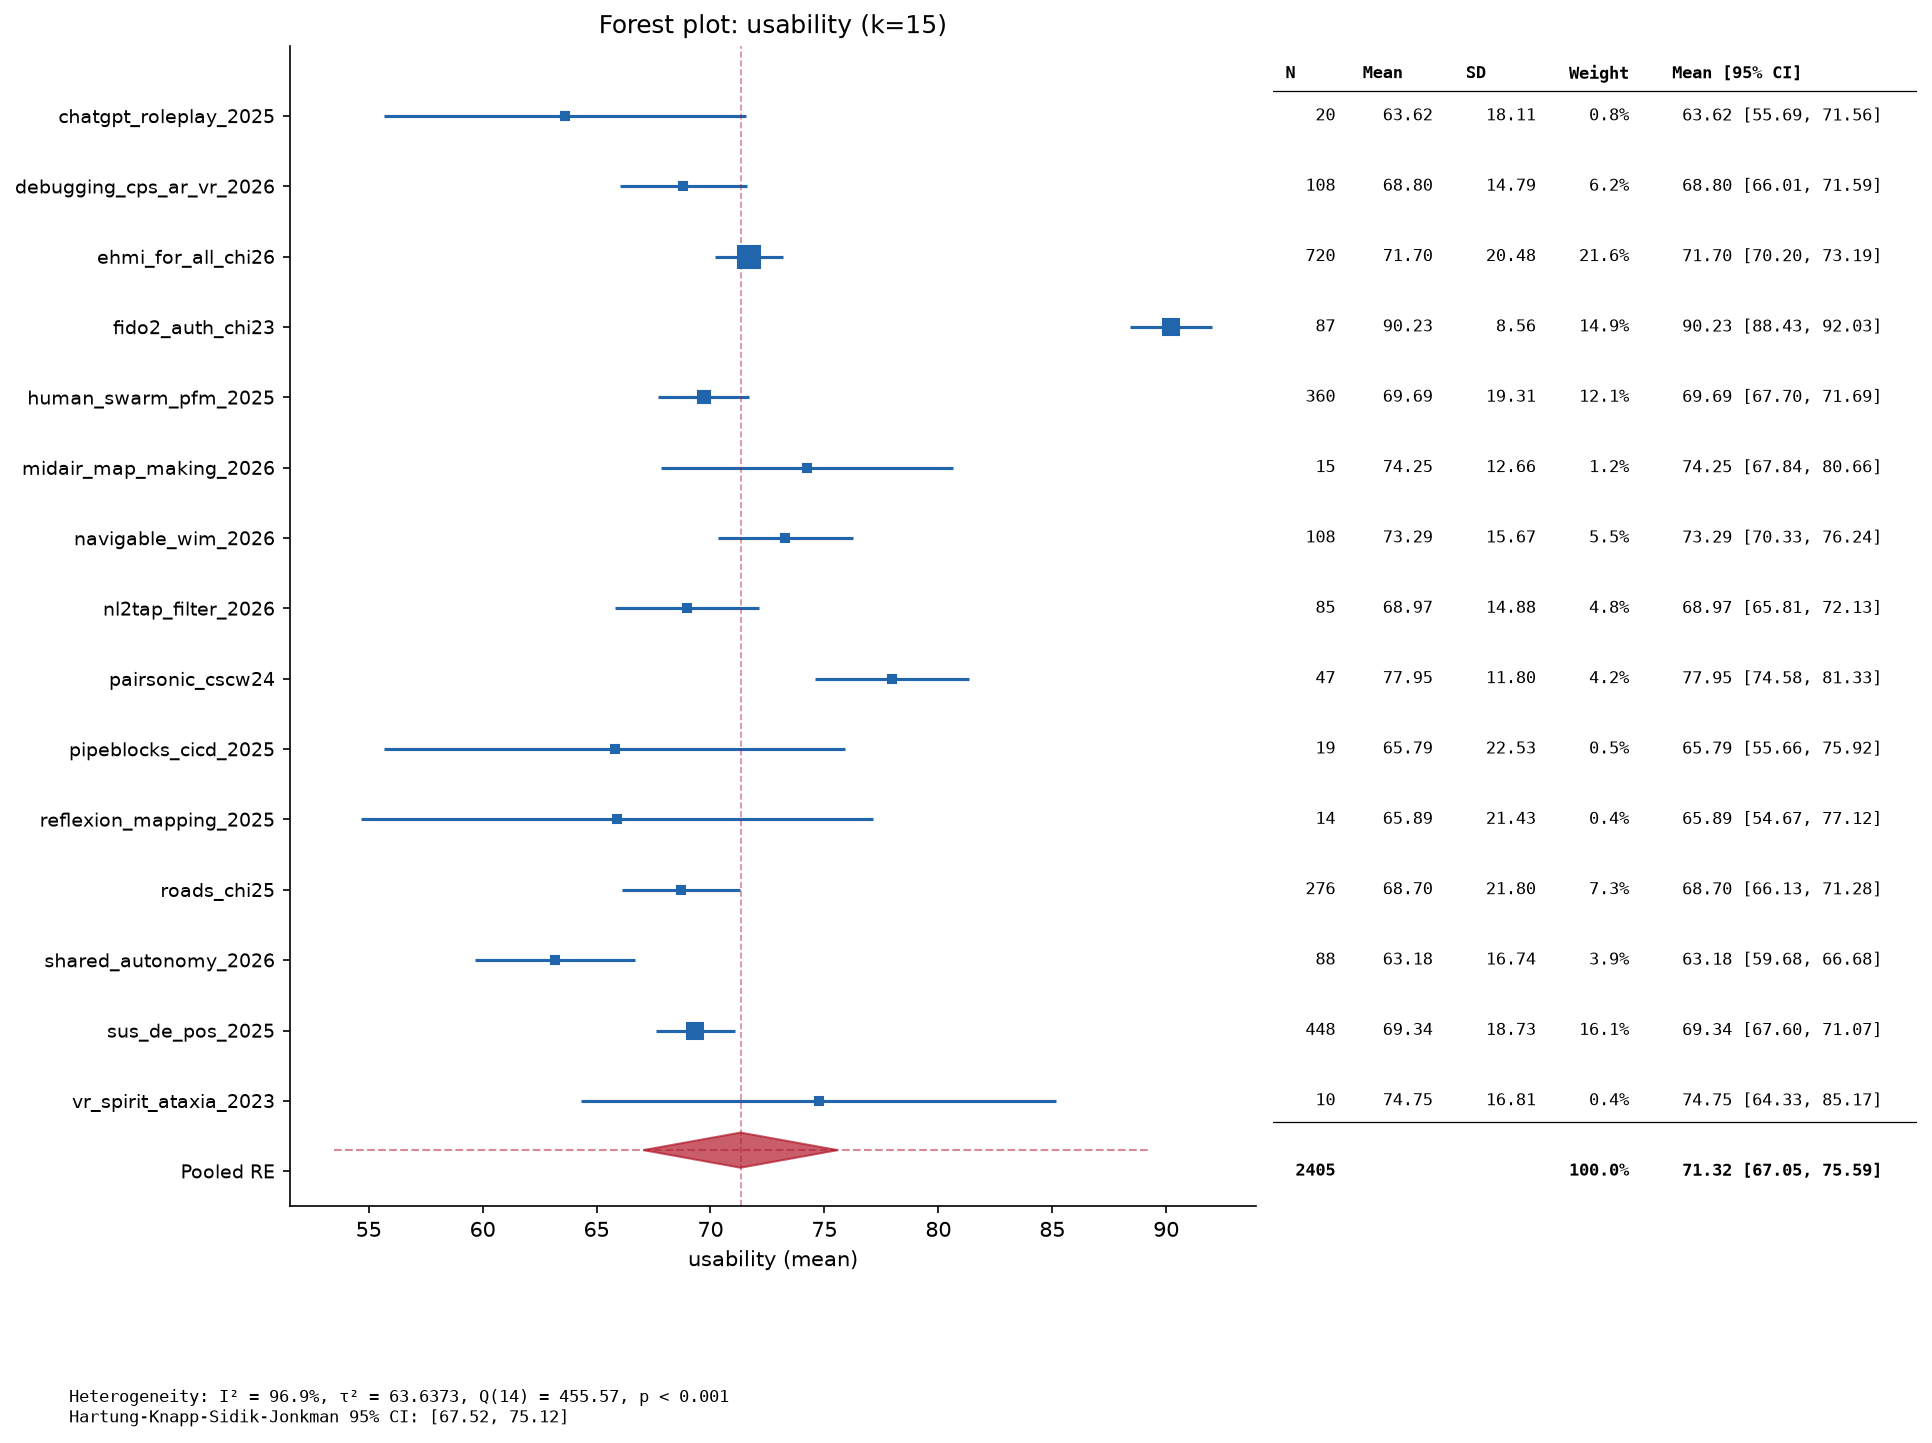 Forest plot: usability (k=15)
N Mean SD Weight Mean [95% CI]
chatgpt_roleplay_2025 20 63.62 18.11 0.8% 63.62 [55.69, 71.56]
debugging_cps_ar_vr_2026 108 68.80 14.79 6.2% 68.80 [66.01, 71.59]
ehmi_for_all_chi26 720 71.70 20.48 21.6% 71.70 [70.20, 73.19]
fido2_auth_chi23 87 90.23 8.56 14.9% 90.23 [88.43, 92.03]
human_swarm_pfm_2025 360 69.69 19.31 12.1% 69.69 [67.70, 71.69]
midair_map_making_2026 15 74.25 12.66 1.2% 74.25 [67.84, 80.66]
navigable_wim_2026 108 73.29 15.67 5.5% 73.29 [70.33, 76.24]
nl2tap_filter_2026 85 68.97 14.88 4.8% 68.97 [65.81, 72.13]
pairsonic_cscw24 47 77.95 11.80 4.2% 77.95 [74.58, 81.33]
pipeblocks_cicd_2025 19 65.79 22.53 0.5% 65.79 [55.66, 75.92]
reflexion_mapping_2025 14 65.89 21.43 0.4% 65.89 [54.67, 77.12]
roads_chi25 276 68.70 21.80 7.3% 68.70 [66.13, 71.28]
shared_autonomy_2026 88 63.18 16.74 3.9% 63.18 [59.68, 66.68]
sus_de_pos_2025 448 69.34 18.73 16.1% 69.34 [67.60, 71.07]
vr_spirit_ataxia_2023 10 74.75 16.81 0.4% 74.75 [64.33, 85.17]
Pooled RE 2405 100.0% 71.32 [67.05, 75.59]
55 60 65 70 75 80 85 90
usability (mean)
Heterogeneity: I² = 96.9%, τ² = 63.6373, Q(14) = 455.57, p < 0.001
Hartung-Knapp-Sidik-Jonkman 95% CI: [67.52, 75.12]